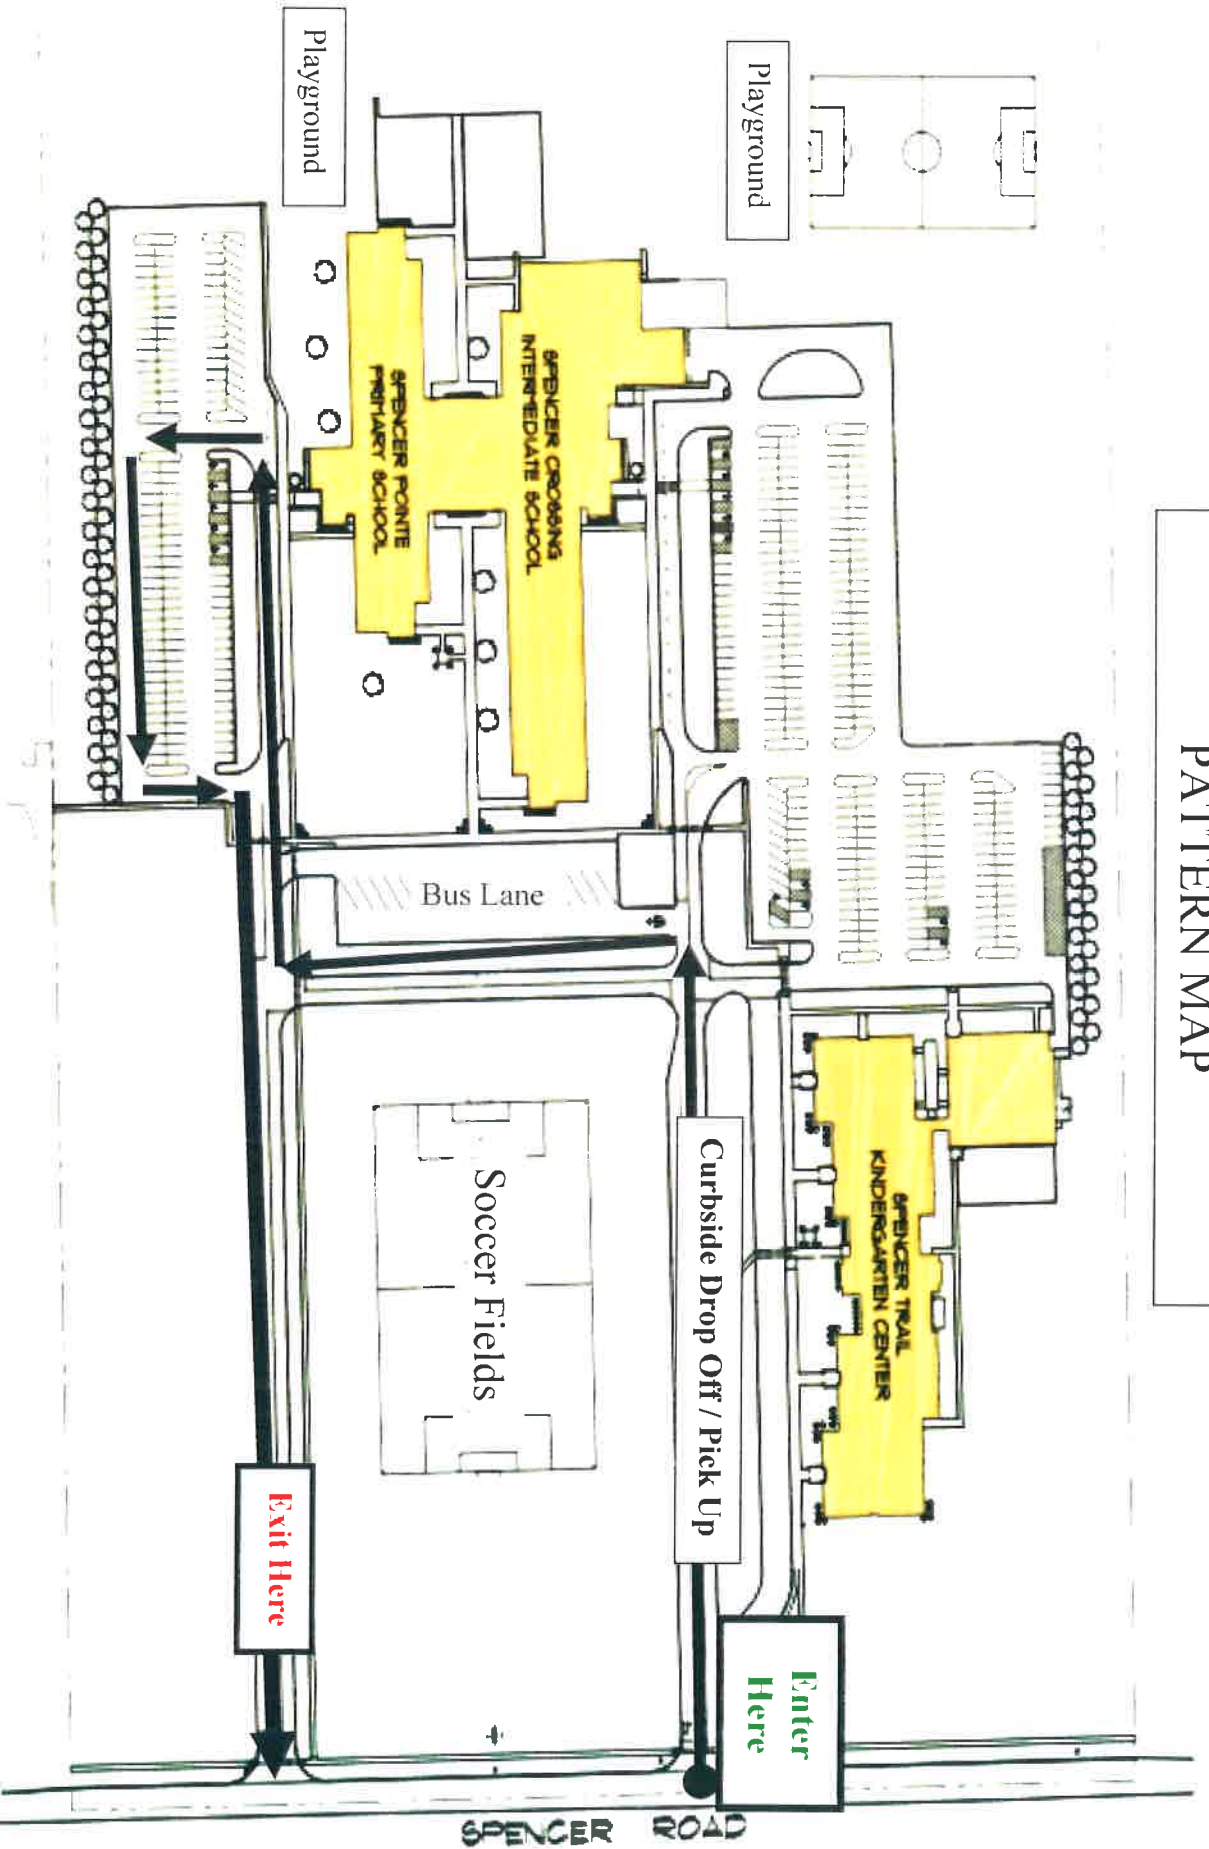 PATTERN MAP
Playground
Playground
SPENCER CROSSING
INTERMEDIATE SCHOOL
SPENCER POINTE
PRIMARY SCHOOL
Bus Lane
SPENCER TRAIL
KINDERGARTEN CENTER
Curbside Drop Off / Pick Up
Soccer Fields
Enter
Here
Exit Here
SPENCER ROAD